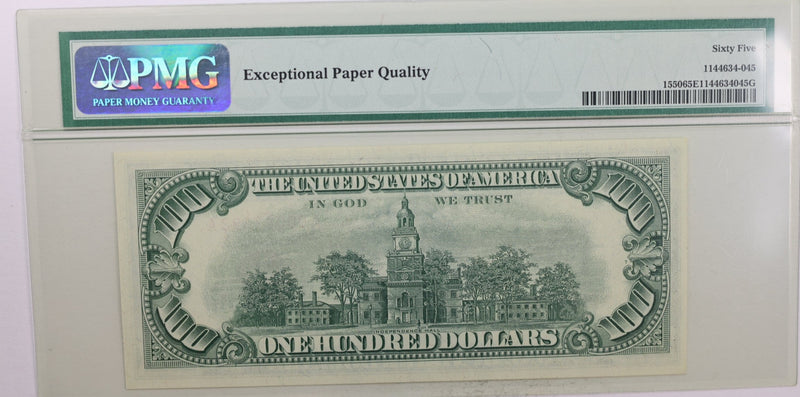 PMG
PAPER MONEY GUARANTY
Exceptional Paper Quality
Sixty Five
1144634-045
155065E1144634045G
THE UNITED STATES OF AMERICA
100 100
IN GOD WE TRUST
INDEPENDENCE HALL
100 100
ONE HUNDRED DOLLARS